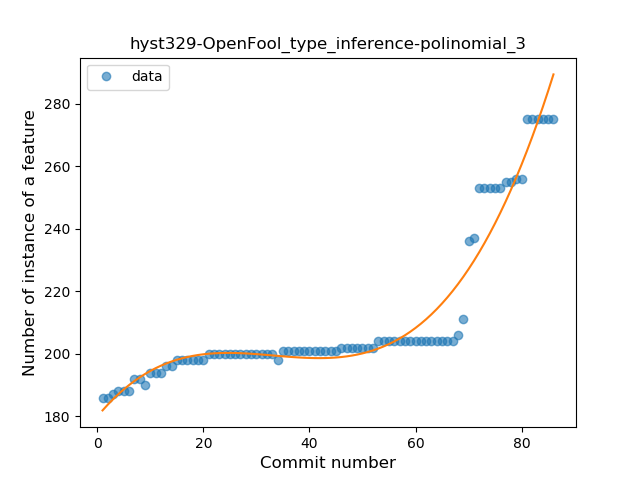 hyst329-OpenFool_type_inference-polinomial_3
data
Number of instance of a feature
280
260
240
220
200
180
0 20 40 60 80
Commit number